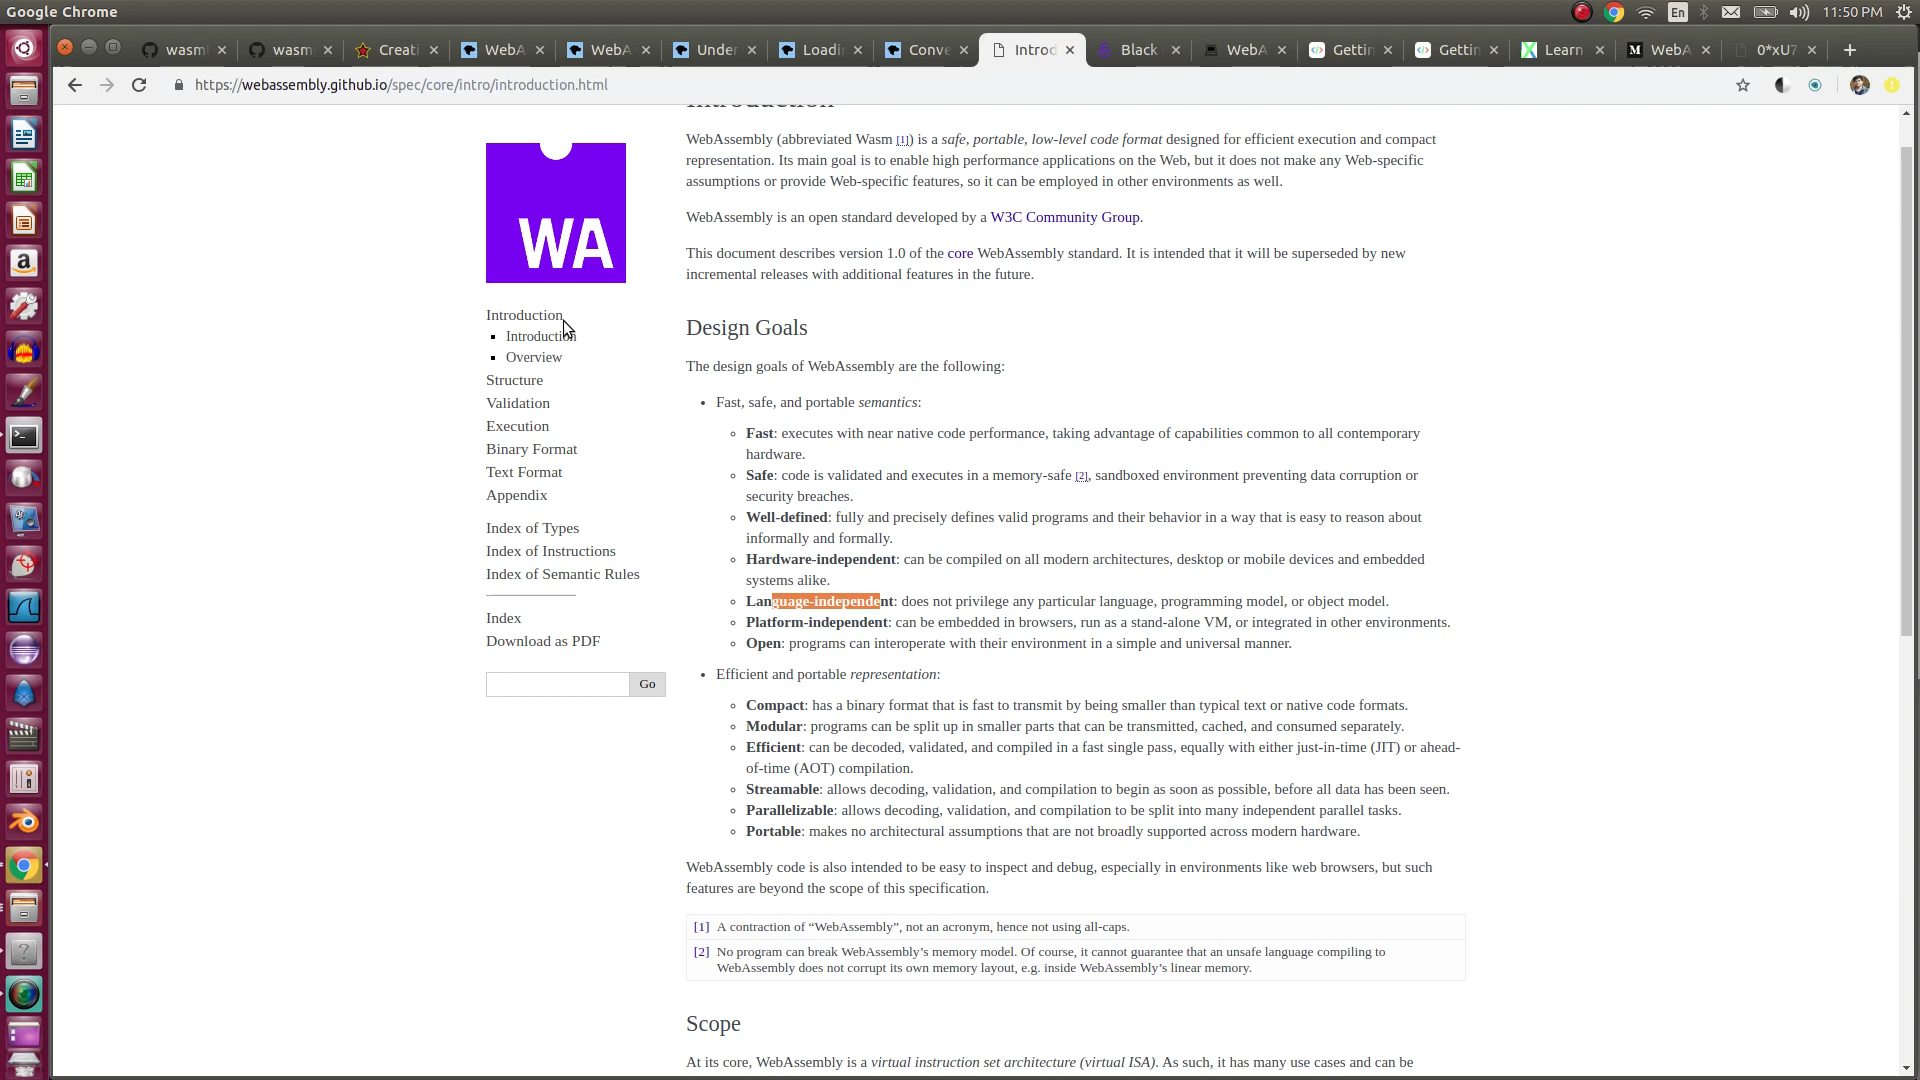 Google Chrome
En
11:50 PM
wasm
wasm
Creati
WebA
WebA
Under
Loadi
Conve
Introd
Black
WebA
Gettin
Gettin
Learn
WebA
0*xU7
https://webassembly.github.io/spec/core/intro/introduction.html
Introduction
WA
Introduction
Introduction
Overview
Structure
Validation
Execution
Binary Format
Text Format
Appendix
Index of Types
Index of Instructions
Index of Semantic Rules
Index
Download as PDF
Go
WebAssembly (abbreviated Wasm [1]) is a safe, portable, low-level code format designed for efficient execution and compact
representation. Its main goal is to enable high performance applications on the Web, but it does not make any Web-specific
assumptions or provide Web-specific features, so it can be employed in other environments as well.
WebAssembly is an open standard developed by a W3C Community Group.
This document describes version 1.0 of the core WebAssembly standard. It is intended that it will be superseded by new
incremental releases with additional features in the future.
Design Goals
The design goals of WebAssembly are the following:
• Fast, safe, and portable semantics:
Fast: executes with near native code performance, taking advantage of capabilities common to all contemporary
hardware.
Safe: code is validated and executes in a memory-safe [2], sandboxed environment preventing data corruption or
security breaches.
Well-defined: fully and precisely defines valid programs and their behavior in a way that is easy to reason about
informally and formally.
Hardware-independent: can be compiled on all modern architectures, desktop or mobile devices and embedded
systems alike.
Language-independent: does not privilege any particular language, programming model, or object model.
Platform-independent: can be embedded in browsers, run as a stand-alone VM, or integrated in other environments.
Open: programs can interoperate with their environment in a simple and universal manner.
• Efficient and portable representation:
Compact: has a binary format that is fast to transmit by being smaller than typical text or native code formats.
Modular: programs can be split up in smaller parts that can be transmitted, cached, and consumed separately.
Efficient: can be decoded, validated, and compiled in a fast single pass, equally with either just-in-time (JIT) or ahead-
of-time (AOT) compilation.
Streamable: allows decoding, validation, and compilation to begin as soon as possible, before all data has been seen.
Parallelizable: allows decoding, validation, and compilation to be split into many independent parallel tasks.
Portable: makes no architectural assumptions that are not broadly supported across modern hardware.
WebAssembly code is also intended to be easy to inspect and debug, especially in environments like web browsers, but such
features are beyond the scope of this specification.
[1] A contraction of “WebAssembly”, not an acronym, hence not using all-caps.
[2] No program can break WebAssembly’s memory model. Of course, it cannot guarantee that an unsafe language compiling to
WebAssembly does not corrupt its own memory layout, e.g. inside WebAssembly’s linear memory.
Scope
At its core, WebAssembly is a virtual instruction set architecture (virtual ISA). As such, it has many use cases and can be